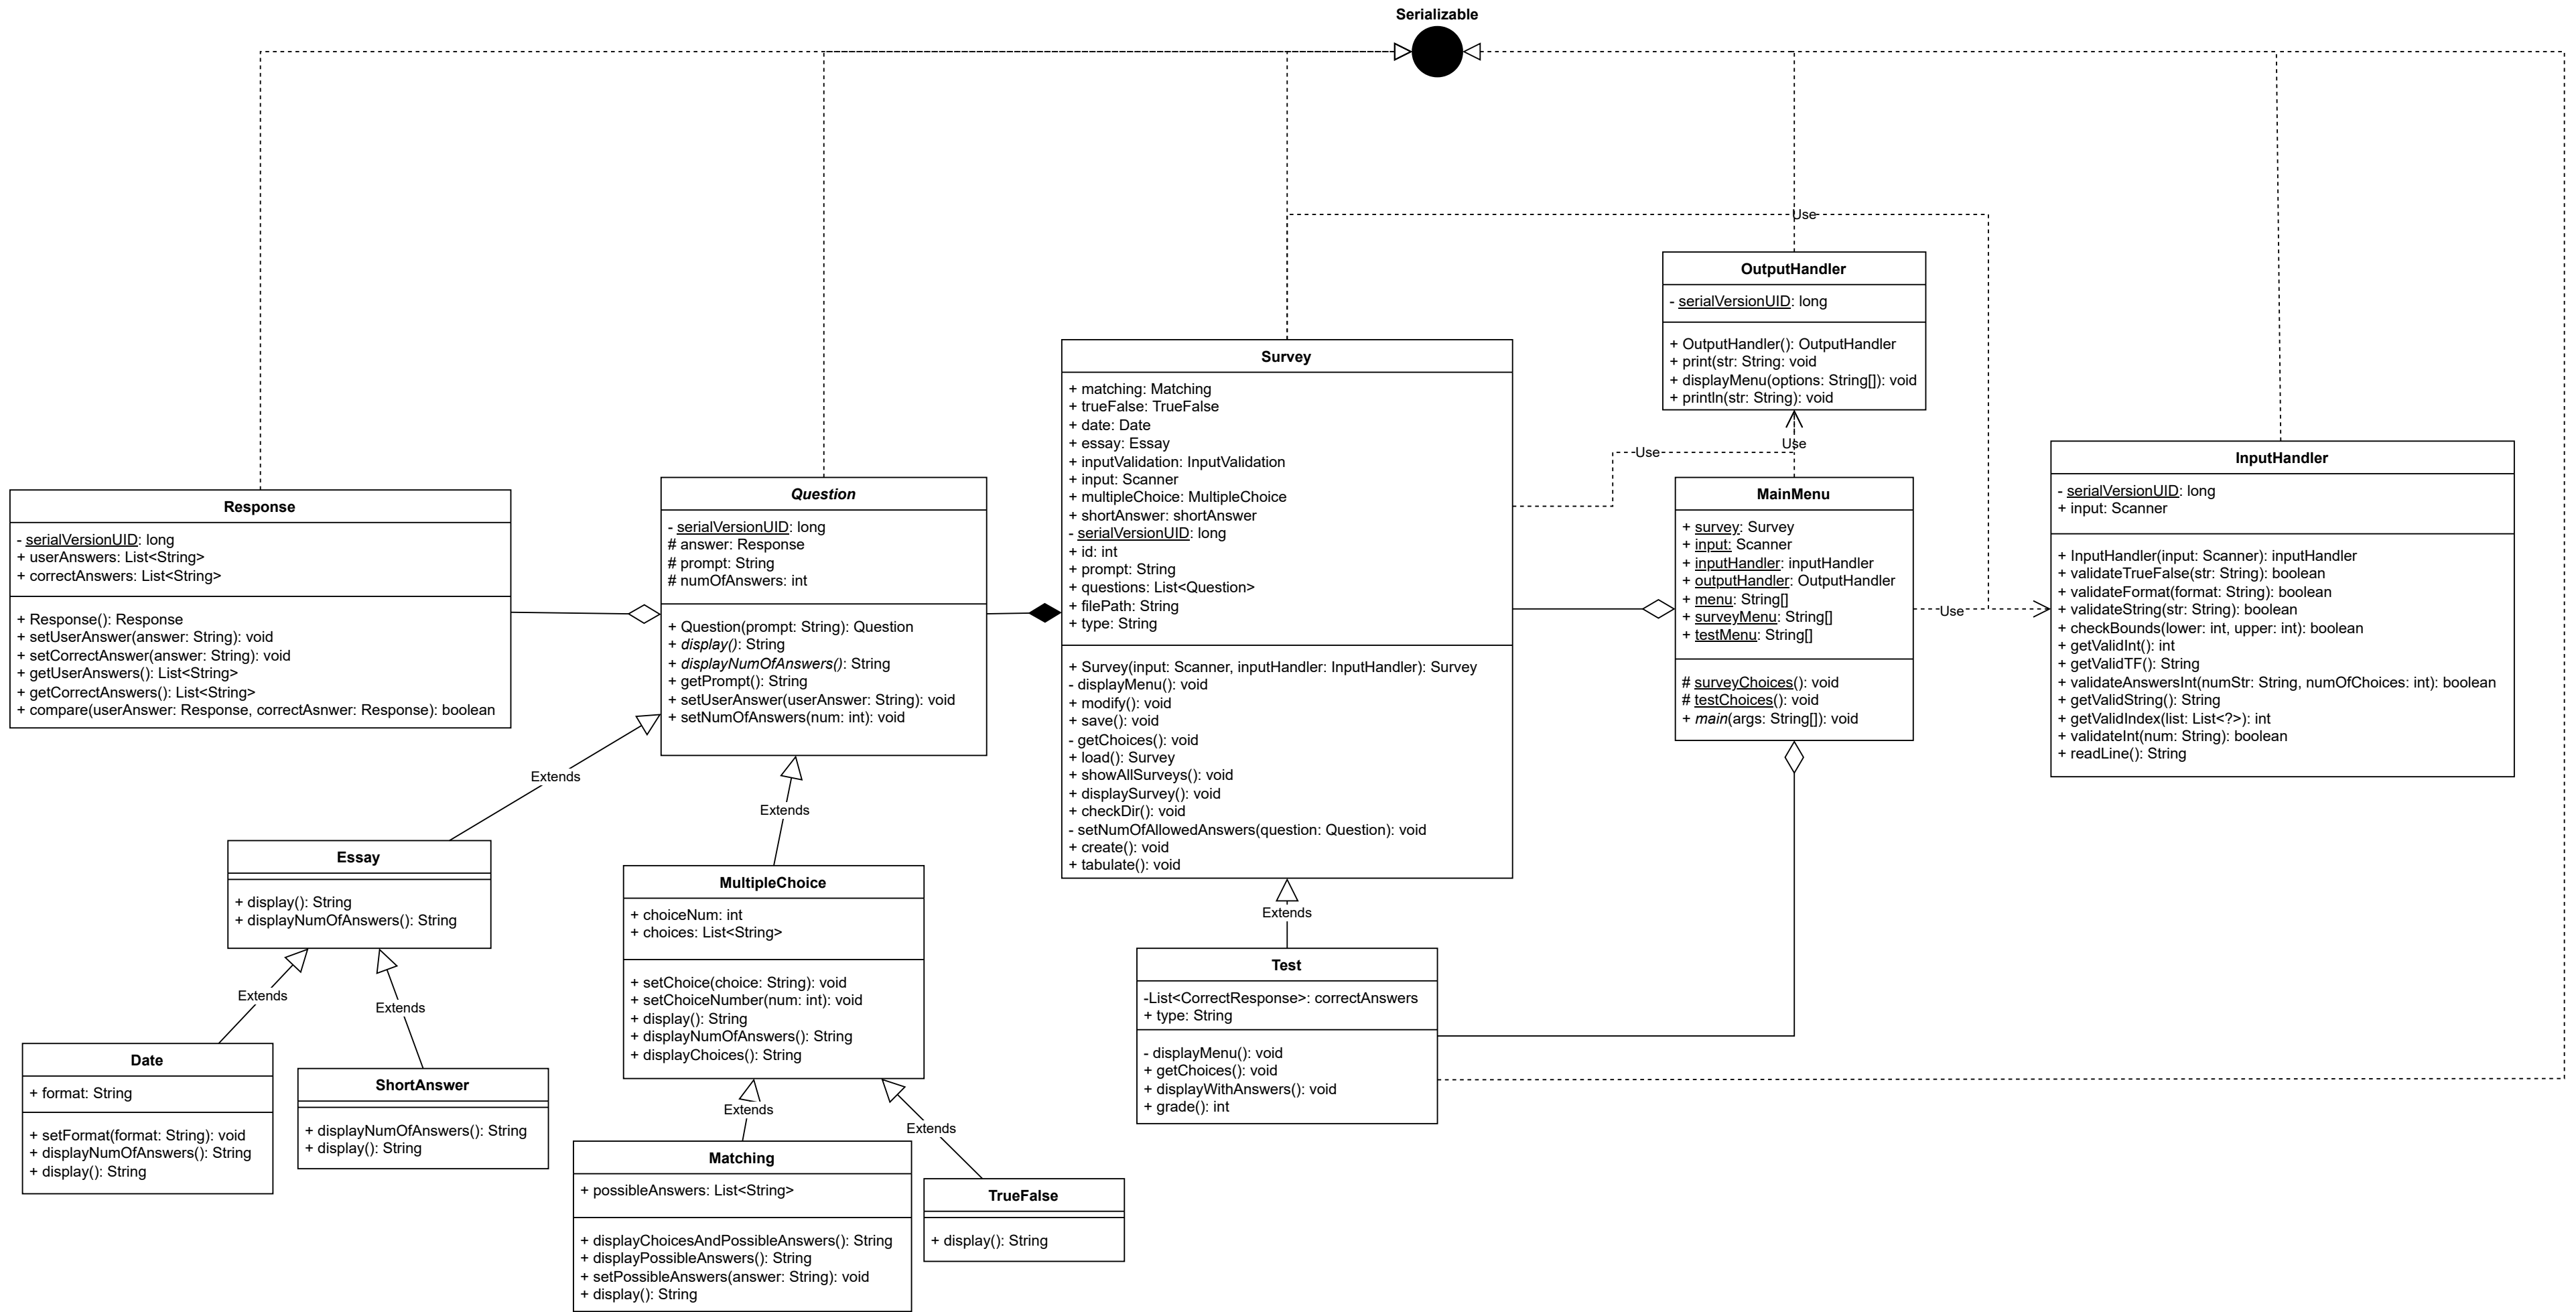 Serializable
Use
OutputHandler
- serialVersionUID: long
+ OutputHandler(): OutputHandler
+ print(str: String: void
+ displayMenu(options: String[]): void
+ println(str: String): void
Use
Use
Survey
+ matching: Matching
+ trueFalse: TrueFalse
+ date: Date
+ essay: Essay
+ inputValidation: InputValidation
+ input: Scanner
+ multipleChoice: MultipleChoice
+ shortAnswer: shortAnswer
- serialVersionUID: long
+ id: int
+ prompt: String
+ questions: List<Question>
+ filePath: String
+ type: String
+ Survey(input: Scanner, inputHandler: InputHandler): Survey
- displayMenu(): void
+ modify(): void
+ save(): void
- getChoices(): void
+ load(): Survey
+ showAllSurveys(): void
+ displaySurvey(): void
+ checkDir(): void
- setNumOfAllowedAnswers(question: Question): void
+ create(): void
+ tabulate(): void
InputHandler
- serialVersionUID: long
+ input: Scanner
+ InputHandler(input: Scanner): inputHandler
+ validateTrueFalse(str: String): boolean
+ validateFormat(format: String): boolean
+ validateString(str: String): boolean
+ checkBounds(lower: int, upper: int): boolean
+ getValidInt(): int
+ getValidTF(): String
+ validateAnswersInt(numStr: String, numOfChoices: int): boolean
+ getValidString(): String
+ getValidIndex(list: List<?>): int
+ validateInt(num: String): boolean
+ readLine(): String
MainMenu
+ survey: Survey
+ input: Scanner
+ inputHandler: inputHandler
+ outputHandler: OutputHandler
+ menu: String[]
+ surveyMenu: String[]
+ testMenu: String[]
# surveyChoices(): void
# testChoices(): void
+ main(args: String[]): void
Use
Response
- serialVersionUID: long
+ userAnswers: List<String>
+ correctAnswers: List<String>
+ Response(): Response
+ setUserAnswer(answer: String): void
+ setCorrectAnswer(answer: String): void
+ getUserAnswers(): List<String>
+ getCorrectAnswers(): List<String>
+ compare(userAnswer: Response, correctAsnwer: Response): boolean
Question
- serialVersionUID: long
# answer: Response
# prompt: String
# numOfAnswers: int
+ Question(prompt: String): Question
+ display(): String
+ displayNumOfAnswers(): String
+ getPrompt(): String
+ setUserAnswer(userAnswer: String): void
+ setNumOfAnswers(num: int): void
Extends
Extends
Essay
+ display(): String
+ displayNumOfAnswers(): String
MultipleChoice
+ choiceNum: int
+ choices: List<String>
+ setChoice(choice: String): void
+ setChoiceNumber(num: int): void
+ display(): String
+ displayNumOfAnswers(): String
+ displayChoices(): String
Extends
Test
-List<CorrectResponse>: correctAnswers
+ type: String
- displayMenu(): void
+ getChoices(): void
+ displayWithAnswers(): void
+ grade(): int
Extends
Extends
Date
+ format: String
+ setFormat(format: String): void
+ displayNumOfAnswers(): String
+ display(): String
ShortAnswer
+ displayNumOfAnswers(): String
+ display(): String
Extends
Extends
Matching
+ possibleAnswers: List<String>
+ displayChoicesAndPossibleAnswers(): String
+ displayPossibleAnswers(): String
+ setPossibleAnswers(answer: String): void
+ display(): String
TrueFalse
+ display(): String